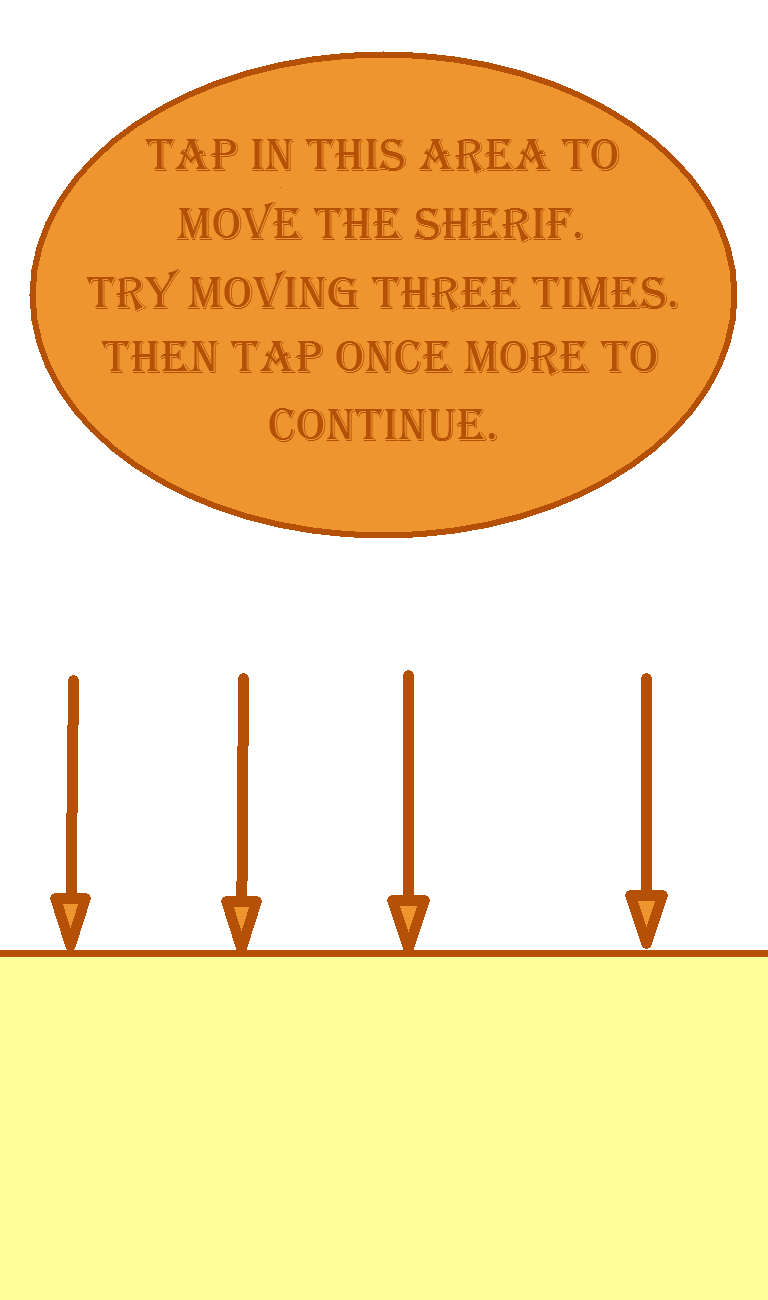 TAP IN THIS AREA TO
MOVE THE SHERIF.
TRY MOVING THREE TIMES.
THEN TAP ONCE MORE TO
CONTINUE.